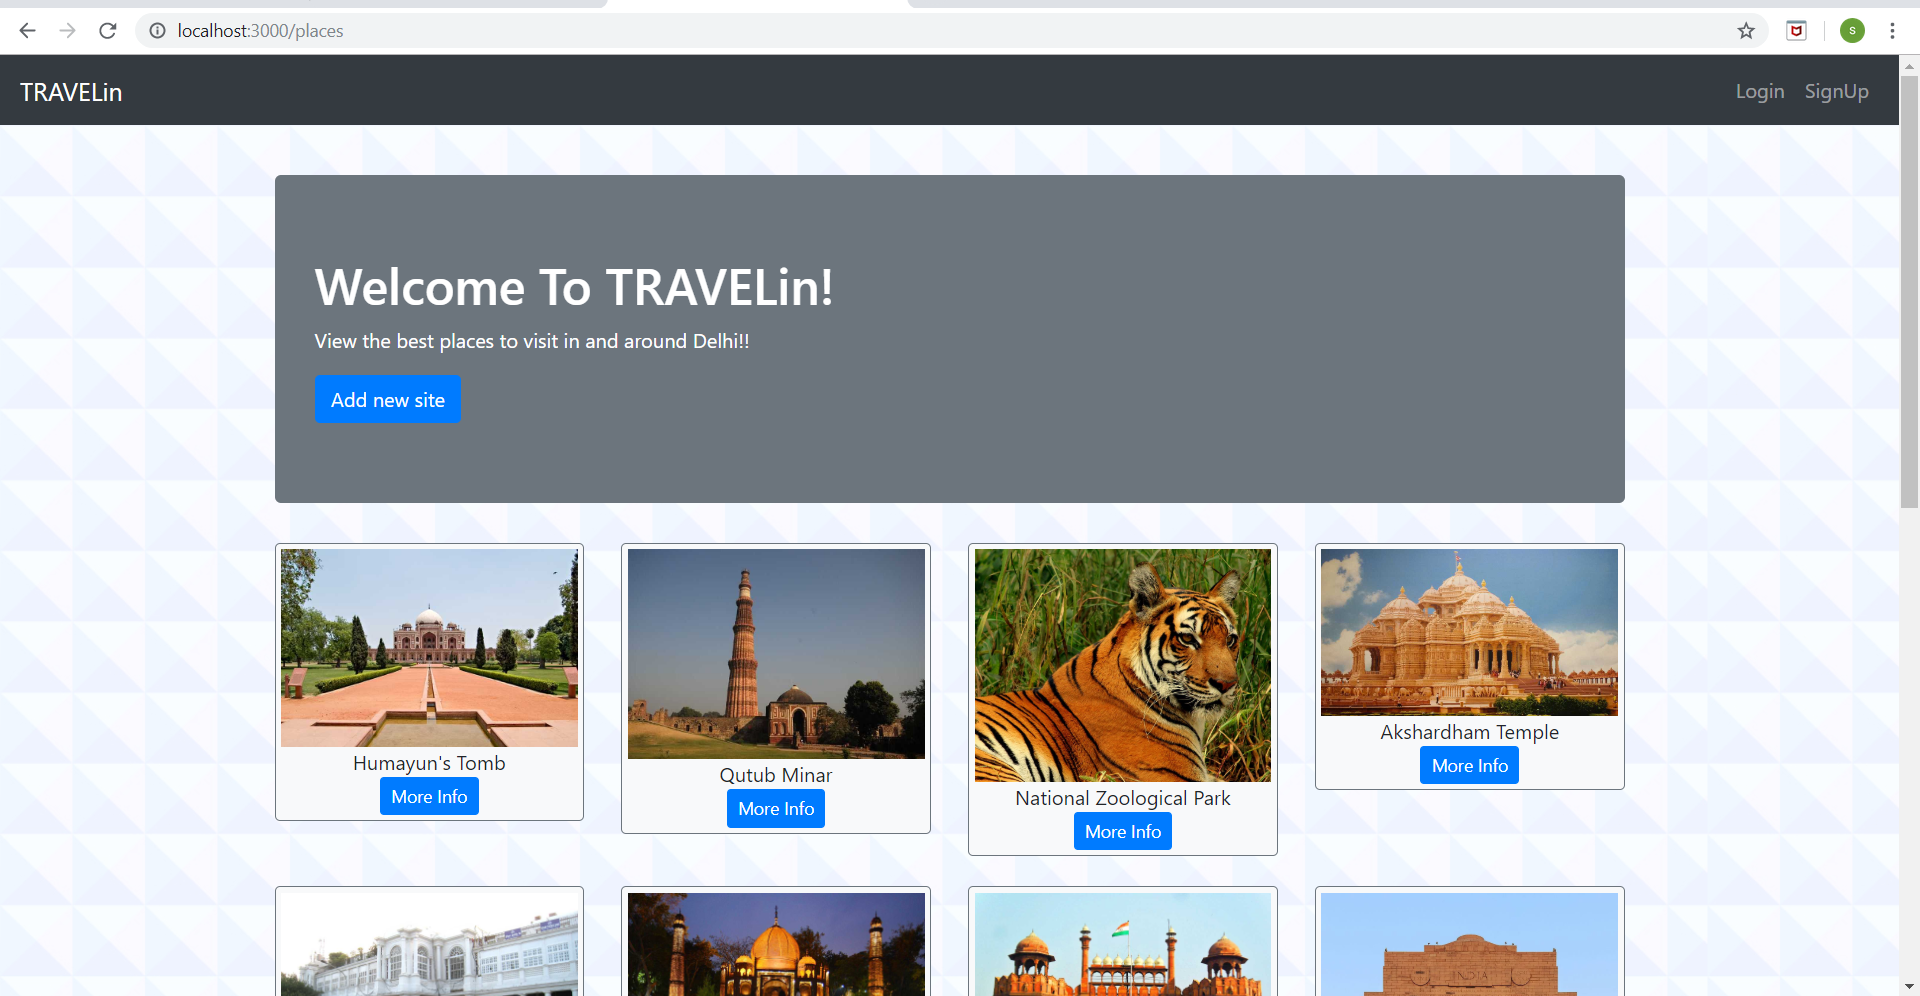 localhost:3000/places
S
TRAVELin
Login SignUp
Welcome To TRAVELin!
View the best places to visit in and around Delhi!!
Add new site
Humayun's Tomb
More Info
Qutub Minar
More Info
National Zoological Park
More Info
Akshardham Temple
More Info
INDIA